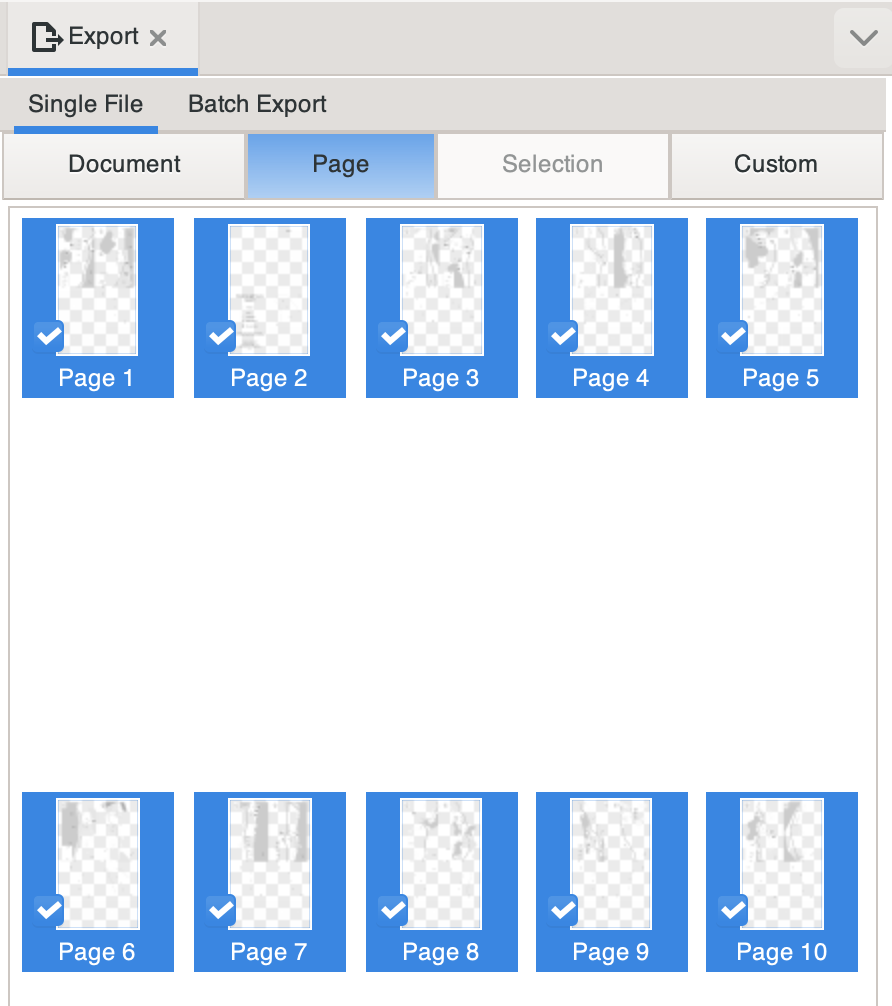 Export
Single File Batch Export
Document Page Selection Custom
Page 1 Page 2 Page 3 Page 4 Page 5
Page 6 Page 7 Page 8 Page 9 Page 10